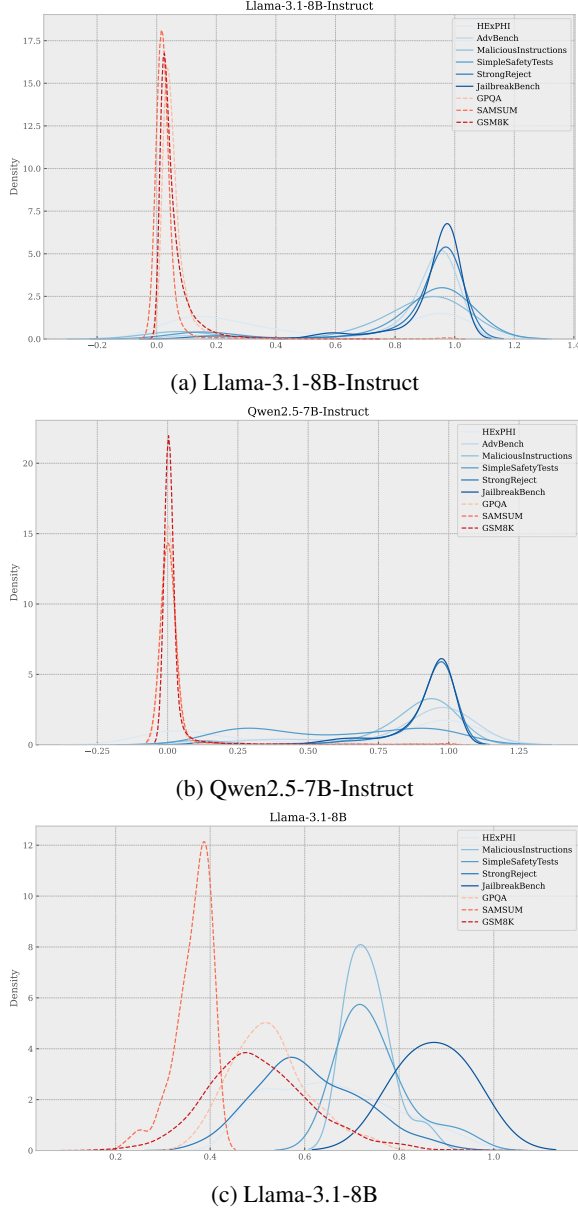 Llama-3.1-8B-Instruct
HExPHI
AdvBench
MaliciousInstructions
SimpleSafetyTests
StrongReject
JailbreakBench
GPQA
SAMSUM
GSM8K
17.5
15.0
12.5
10.0
7.5
5.0
2.5
0.0
Density
−0.2 0.0 0.2 0.4 0.6 0.8 1.0 1.2 1.4
(a) Llama-3.1-8B-Instruct
Qwen2.5-7B-Instruct
HExPHI
AdvBench
MaliciousInstructions
SimpleSafetyTests
StrongReject
JailbreakBench
GPQA
SAMSUM
GSM8K
20
15
10
5
0
Density
−0.25 0.00 0.25 0.50 0.75 1.00 1.25
(b) Qwen2.5-7B-Instruct
Llama-3.1-8B
HExPHI
MaliciousInstructions
SimpleSafetyTests
StrongReject
JailbreakBench
GPQA
SAMSUM
GSM8K
12
10
8
6
4
2
0
Density
0.2 0.4 0.6 0.8 1.0
(c) Llama-3.1-8B